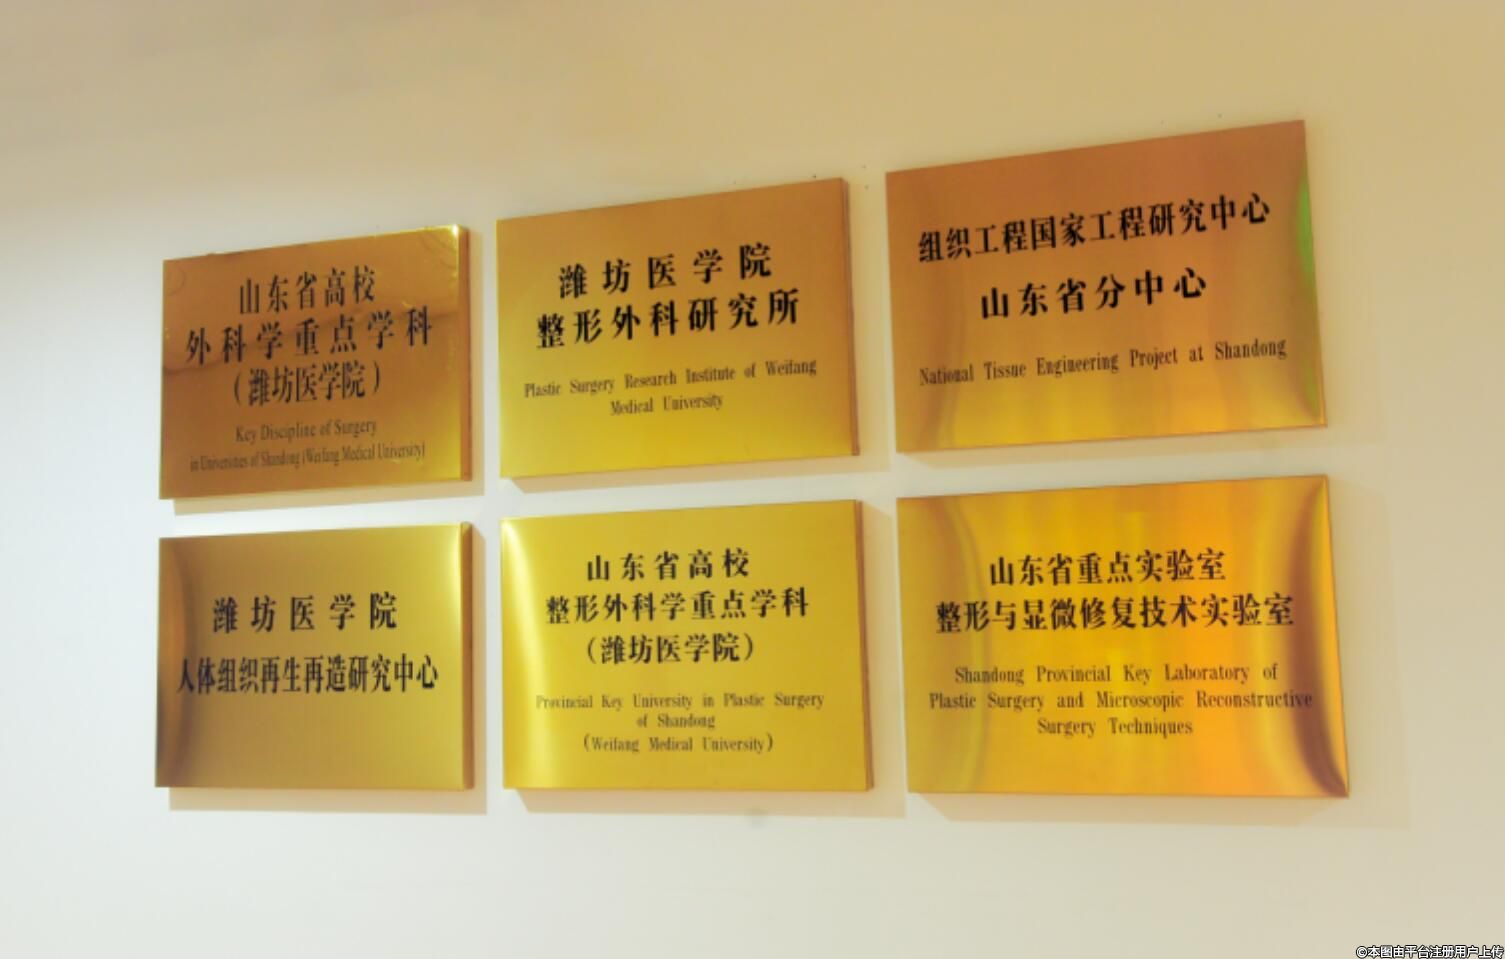 山东省高校
外科学重点学科
（潍坊医学院）
Key Discipline of Surgery
in Universities of Shandong (Weifang Medical University)
潍坊医学院
整形外科研究所
Plastic Surgery Research Institute of Weifang
Medical University
组织工程国家工程研究中心
山东省分中心
National Tissue Engineering Project at Shandong
潍坊医学院
人体组织再生再造研究中心
山东省高校
整形外科学重点学科
（潍坊医学院）
Provincial Key University in Plastic Surgery
of Shandong
(Weifang Medical University)
山东省重点实验室
整形与显微修复技术实验室
Shandong Provincial Key Laboratory of
Plastic Surgery and Microscopic Reconstructive
Surgery Techniques
©本图由平台注册用户上传